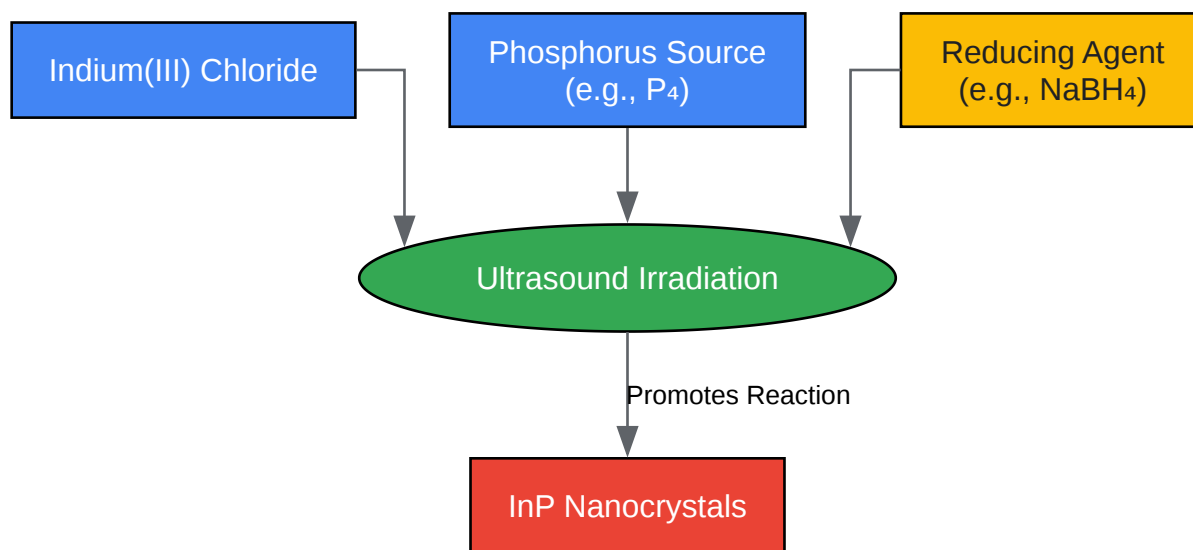 Indium(III) Chloride
Phosphorus Source
(e.g., P₄)
Reducing Agent
(e.g., NaBH₄)
Ultrasound Irradiation
Promotes Reaction
InP Nanocrystals